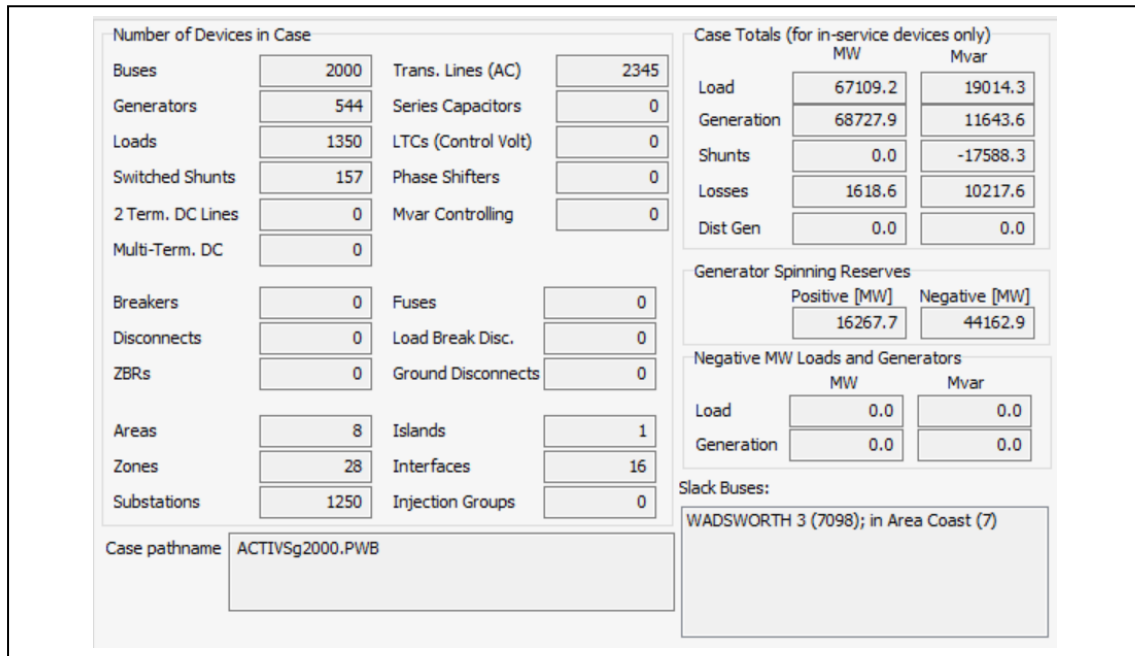 Number of Devices in Case
Buses 2000 Trans. Lines (AC) 2345
Generators 544 Series Capacitors 0
Loads 1350 LTCs (Control Volt) 0
Switched Shunts 157 Phase Shifters 0
2 Term. DC Lines 0 Mvar Controlling 0
Multi-Term. DC 0
Breakers 0 Fuses 0
Disconnects 0 Load Break Disc. 0
ZBRs 0 Ground Disconnects 0
Areas 8 Islands 1
Zones 28 Interfaces 16
Substations 1250 Injection Groups 0
Case pathname ACTIVSg2000.PWB
Case Totals (for in-service devices only)
MW Mvar
Load 67109.2 19014.3
Generation 68727.9 11643.6
Shunts 0.0 -17588.3
Losses 1618.6 10217.6
Dist Gen 0.0 0.0
Generator Spinning Reserves
Positive [MW] Negative [MW]
16267.7 44162.9
Negative MW Loads and Generators
MW Mvar
Load 0.0 0.0
Generation 0.0 0.0
Slack Buses:
WADSWORTH 3 (7098); in Area Coast (7)